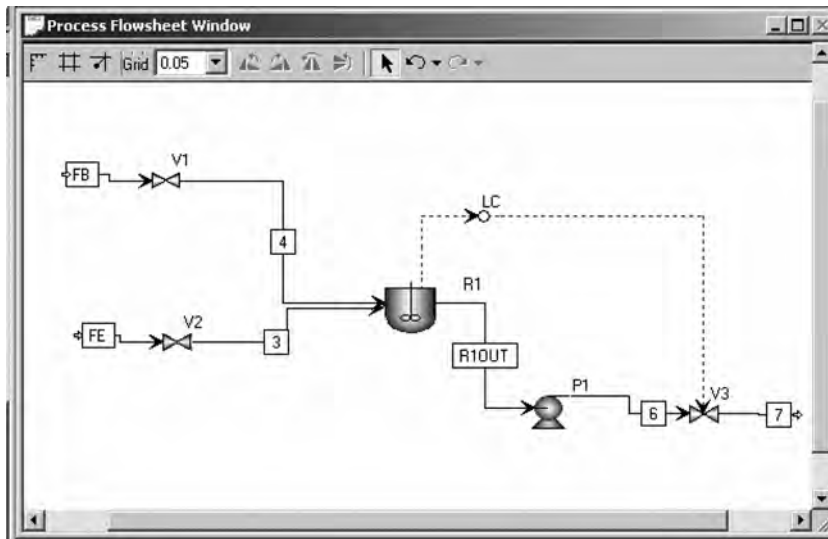 Process Flowsheet Window
Grid 0.05
V1
FB
LC
4
R1
V2
FE
3
R1OUT
P1
V3
6
7